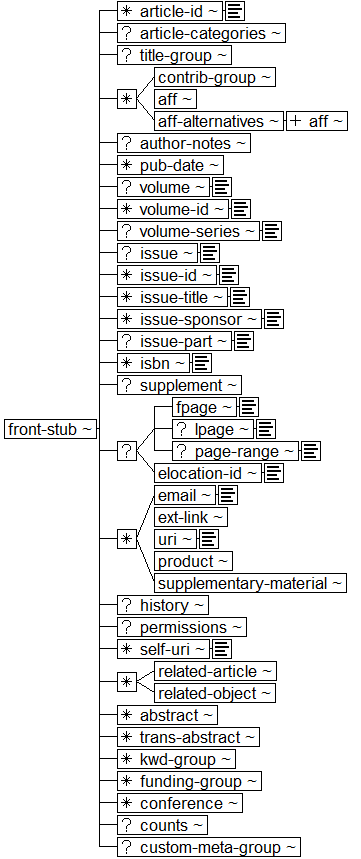 * article-id ~
? article-categories ~
? title-group ~
contrib-group ~
* aff ~
aff-alternatives ~ + aff ~
? author-notes ~
* pub-date ~
? volume ~
* volume-id ~
? volume-series ~
? issue ~
* issue-id ~
* issue-title ~
* issue-sponsor ~
? issue-part ~
* isbn ~
? supplement ~
fpage ~
front-stub ~
? lpage ~
? ? page-range ~
elocation-id ~
email ~
ext-link ~
* uri ~
product ~
supplementary-material ~
? history ~
? permissions ~
* self-uri ~
related-article ~
* related-object ~
* abstract ~
* trans-abstract ~
* kwd-group ~
* funding-group ~
* conference ~
? counts ~
? custom-meta-group ~